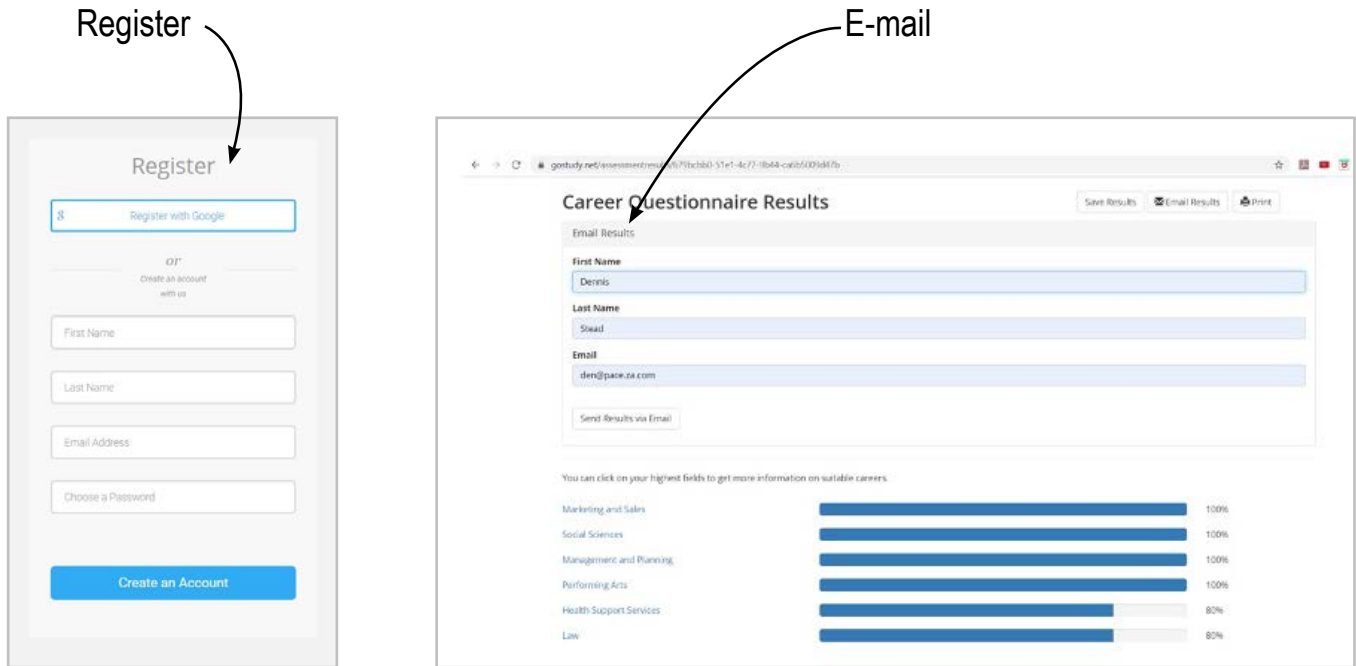 Register
E-mail
Register
8 Register with Google
or
Create an account
with us
First Name
Last Name
Email Address
Choose a Password
Create an Account
gostudy.net/assessmentresults/
Career Questionnaire Results
Save Results Email Results Print
Email Results
First Name
Dennis
Last Name
Stead
Email
den@pace.za.com
Send Results via Email
You can click on your highest fields to get more information on suitable careers.
Marketing and Sales 100%
Social Sciences 100%
Management and Planning 100%
Performing Arts 100%
Health Support Services 80%
Law 80%